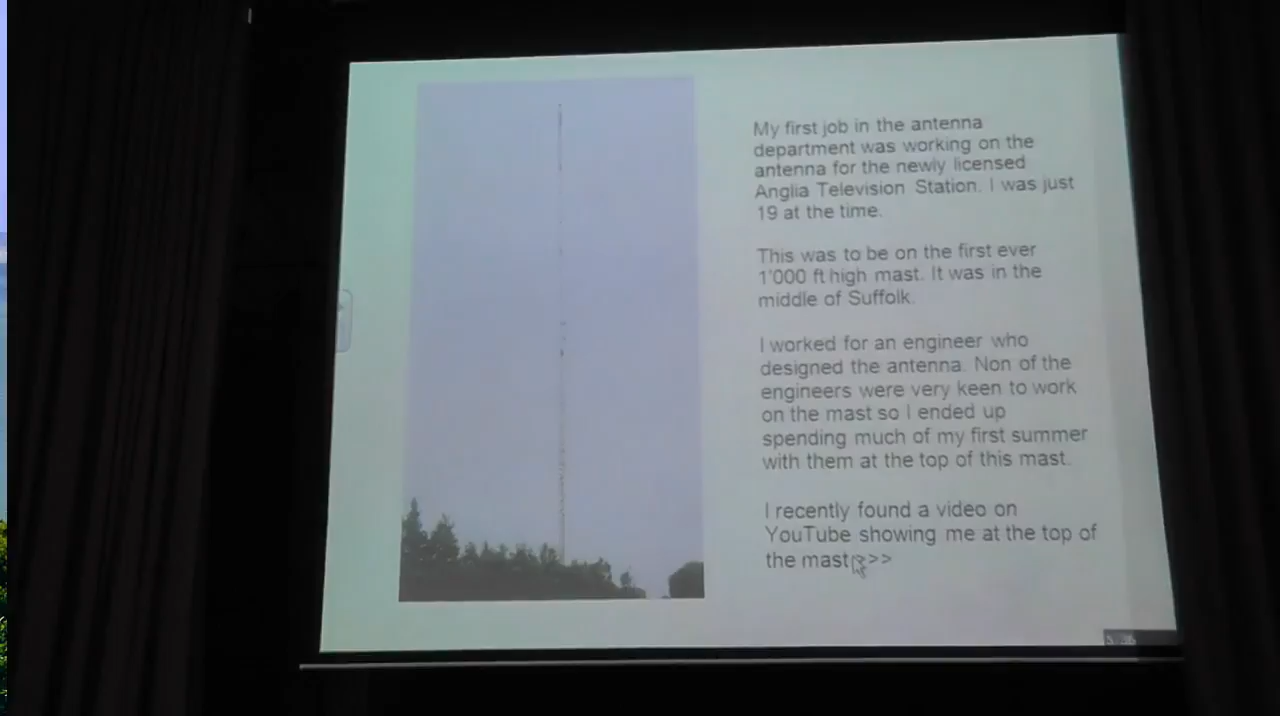 My first job in the antenna
department was working on the
antenna for the newly licensed
Anglia Television Station. I was just
19 at the time.
This was to be on the first ever
1'000 ft high mast. It was in the
middle of Suffolk.
I worked for an engineer who
designed the antenna. Non of the
engineers were very keen to work
on the mast so I ended up
spending much of my first summer
with them at the top of this mast.
I recently found a video on
YouTube showing me at the top of
the mast>>>